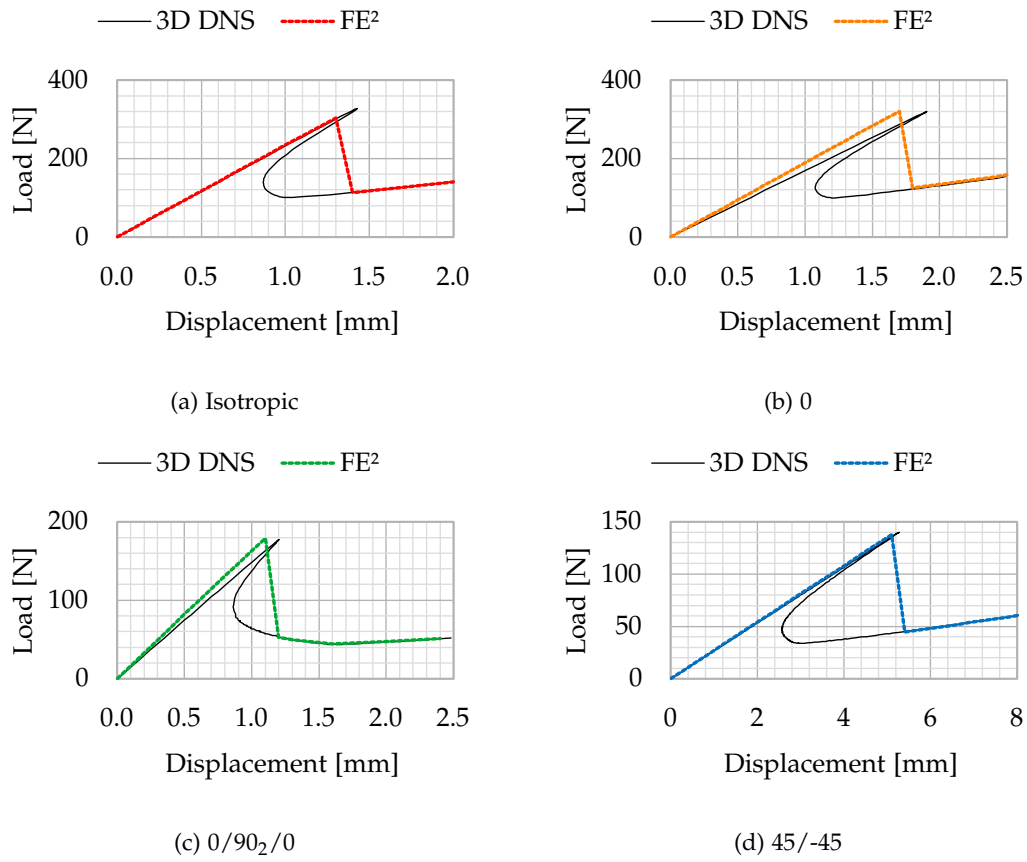 3D DNS FE²
400
200
0
Load [N]
0.0 0.5 1.0 1.5 2.0
Displacement [mm]
(a) Isotropic
3D DNS FE²
400
200
0
Load [N]
0.0 0.5 1.0 1.5 2.0 2.5
Displacement [mm]
(b) 0
3D DNS FE²
200
100
0
Load [N]
0.0 0.5 1.0 1.5 2.0 2.5
Displacement [mm]
(c) 0/90₂/0
3D DNS FE²
150
100
50
0
Load [N]
0 2 4 6 8
Displacement [mm]
(d) 45/-45